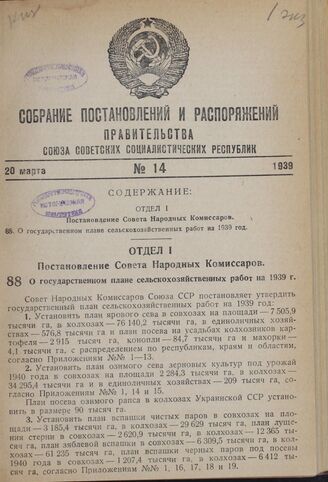 1 экз
СОБРАНИЕ ПОСТАНОВЛЕНИЙ И РАСПОРЯЖЕНИЙ
ПРАВИТЕЛЬСТВА
СОЮЗА СОВЕТСКИХ СОЦИАЛИСТИЧЕСКИХ РЕСПУБЛИК
20 марта № 14 1939
СОДЕРЖАНИЕ:
ОТДЕЛ I
Постановление Совета Народных Комиссаров.
88. О государственном плане сельскохозяйственных работ на 1939 год.
ОТДЕЛ I
Постановление Совета Народных Комиссаров.
88 О государственном плане сельскохозяйственных работ на 1939 г.
Совет Народных Комиссаров Союза ССР постановляет утвердить
государственный план сельскохозяйственных работ на 1939 год:
1. Установить план ярового сева в совхозах на площади — 7 505,9
тысячи га, в колхозах — 76 140,2 тысячи га, в единоличных хозяй-
ствах — 576,8 тысячи га и план посева на усадьбах колхозников кар-
тофеля — 2 915 тысяч га, конопли — 84,7 тысячи га и махорки —
4,1 тысячи га, с распределением по республикам, краям и областям,
согласно Приложениям №№ 1—13.
2. Установить план озимого сева зерновых культур под урожай
1940 года в совхозах на площади 2 284,3 тысячи га, в колхозах —
34 295,4 тысячи га и в единоличных хозяйствах — 209 тысяч га, со-
гласно Приложениям №№ 1, 14 и 15.
План посева озимого рапса в колхозах Украинской ССР устано-
вить в размере 90 тысяч га.
3. Установить план вспашки чистых паров в совхозах на пло-
щади — 3 185,4 тысячи га, в колхозах — 29 629 тысяч га, план луще-
ния стерни в совхозах — 2 620,9 тысячи га, в колхозах — 36 365 ты-
сяч га, план зяблевой вспашки в совхозах — 6 309,5 тысячи га, в кол-
хозах — 61 235 тысяч га, план вспашки черных паров под посевы
1940 года в совхозах — 1 207,4 тысячи га, в колхозах — 6 412 ты-
сяч га, согласно Приложениям №№ 1, 16, 17, 18 и 19.